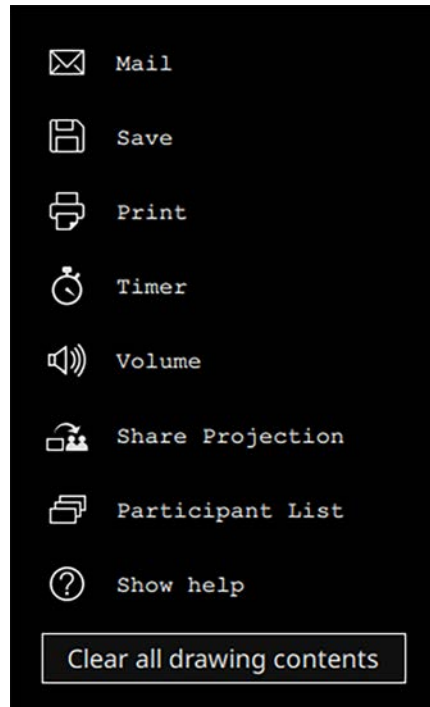 Mail
Save
Print
Timer
Volume
Share Projection
Participant List
Show help
Clear all drawing contents